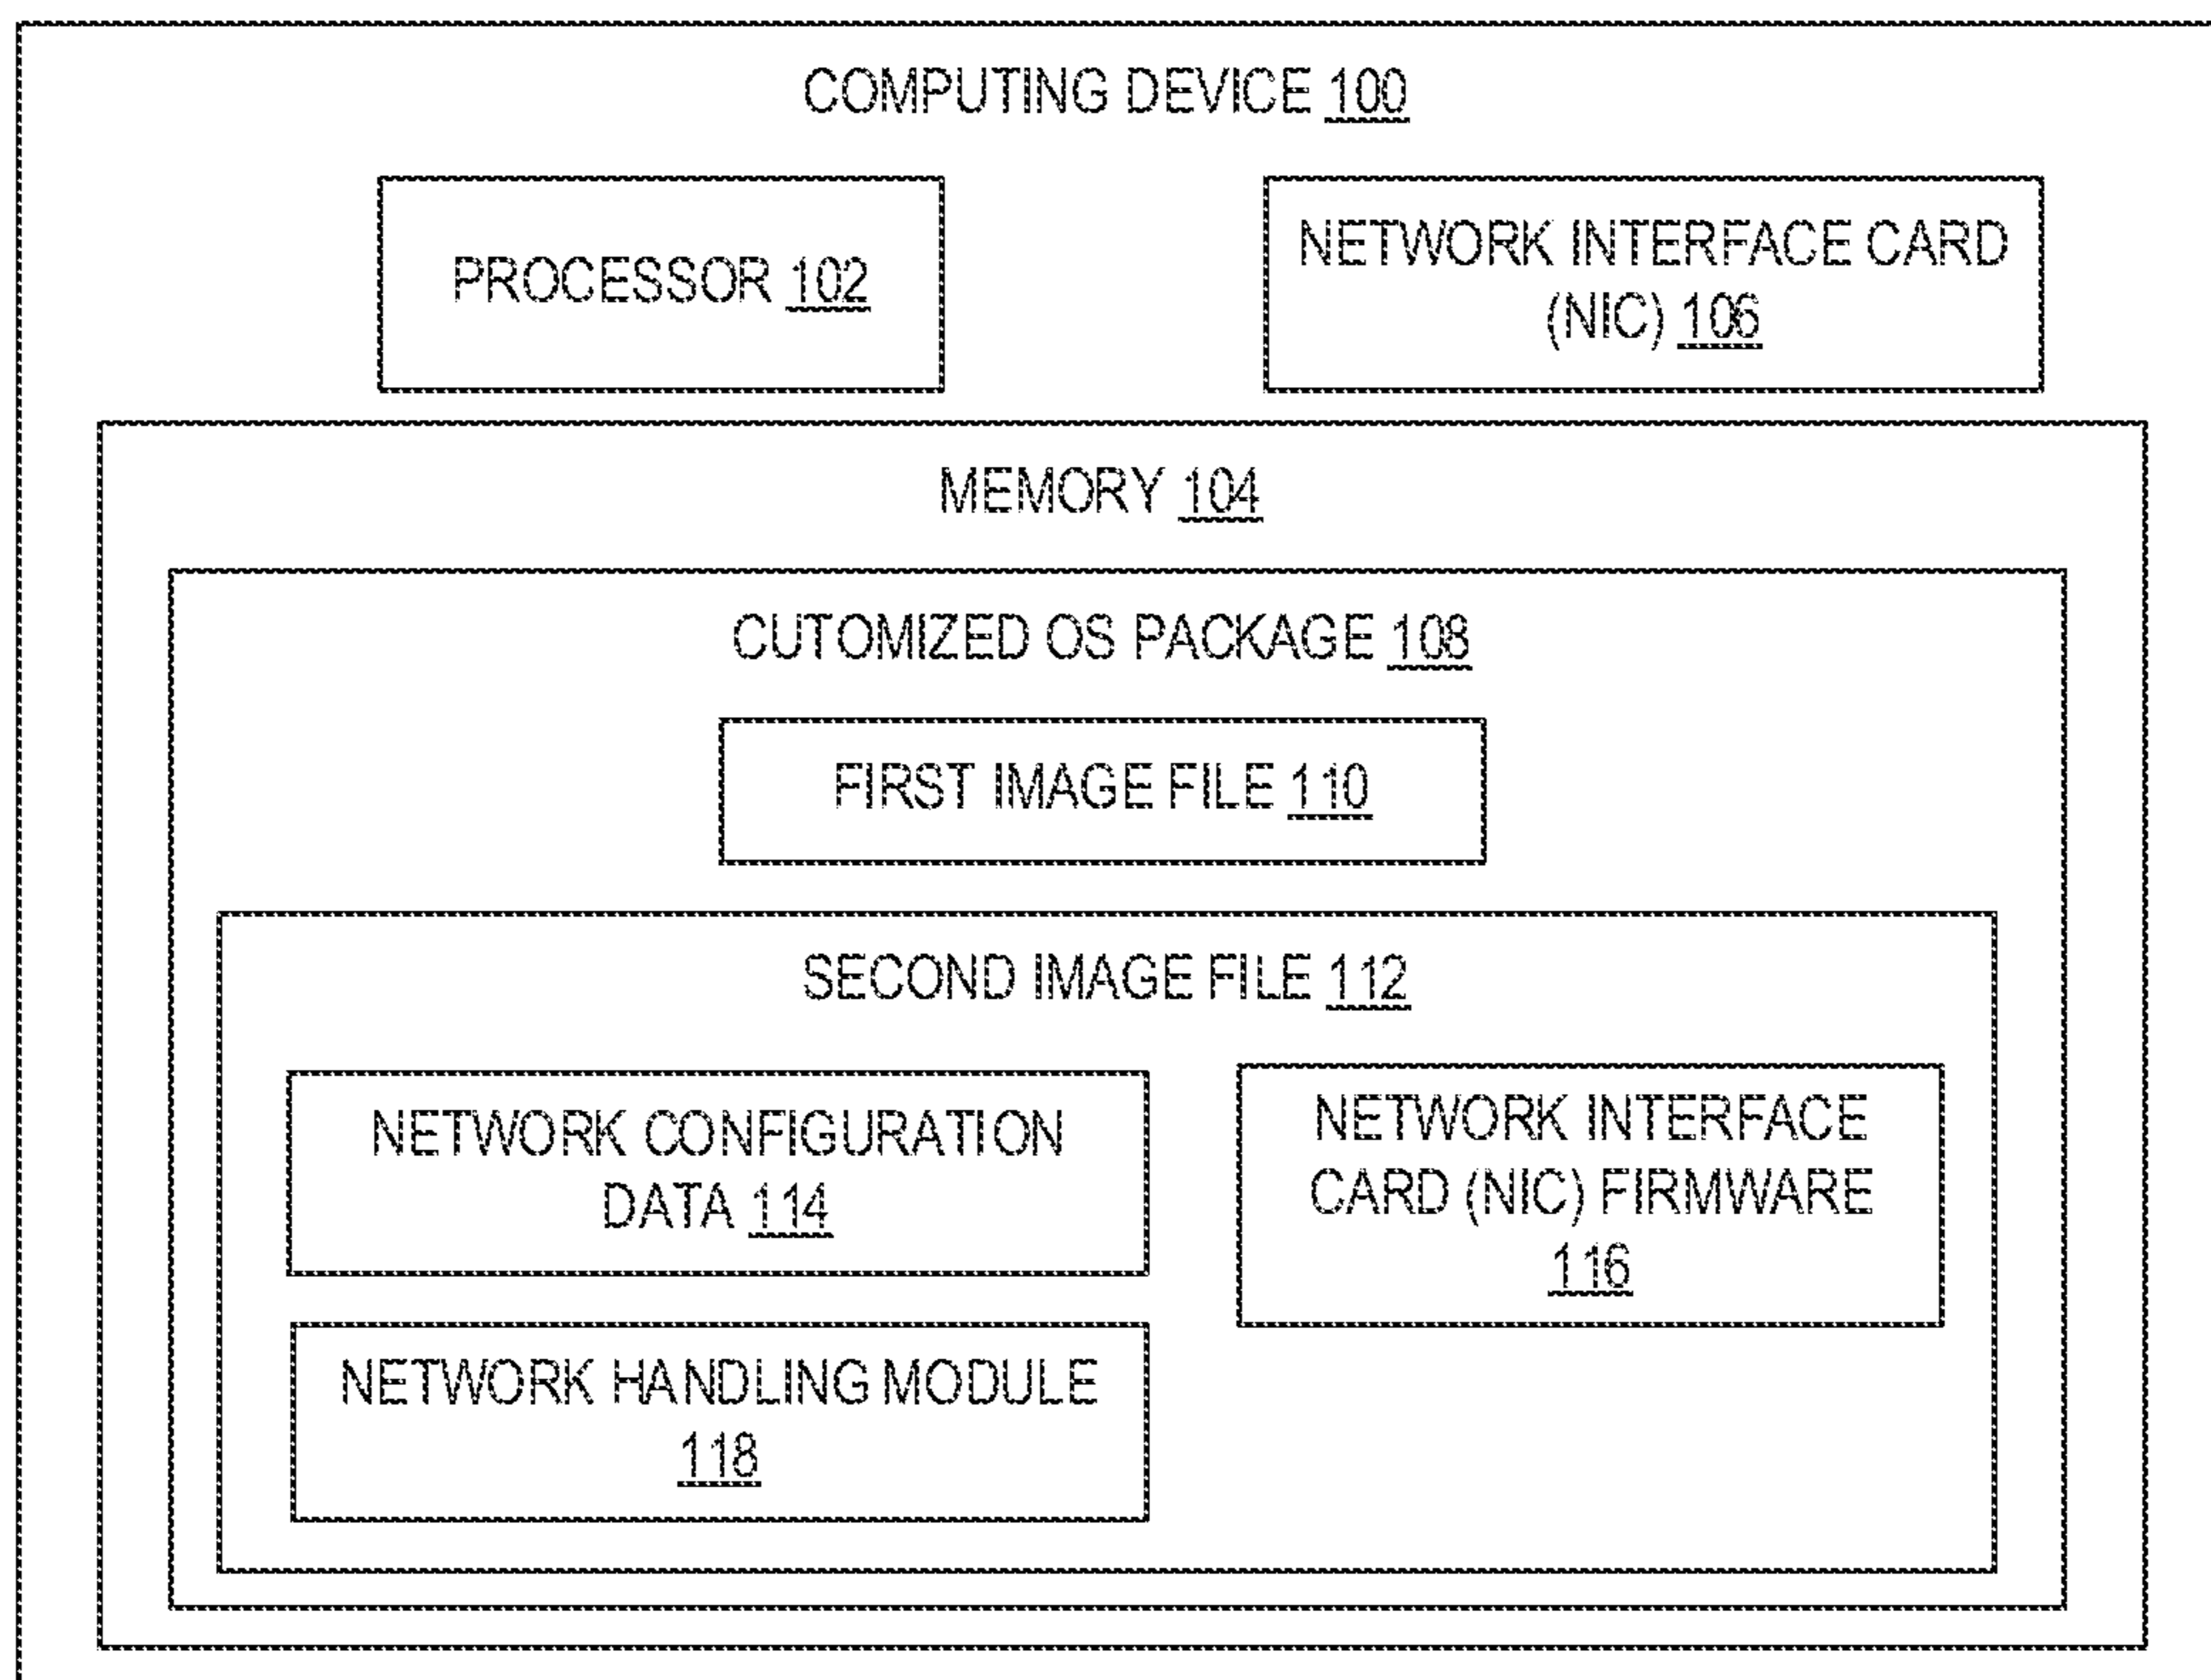 COMPUTING DEVICE 100
PROCESSOR 102
NETWORK INTERFACE CARD
(NIC) 106
MEMORY 104
CUTOMIZED OS PACKAGE 108
FIRST IMAGE FILE 110
SECOND IMAGE FILE 112
NETWORK CONFIGURATION
DATA 114
NETWORK INTERFACE
CARD (NIC) FIRMWARE
116
NETWORK HANDLING MODULE
118